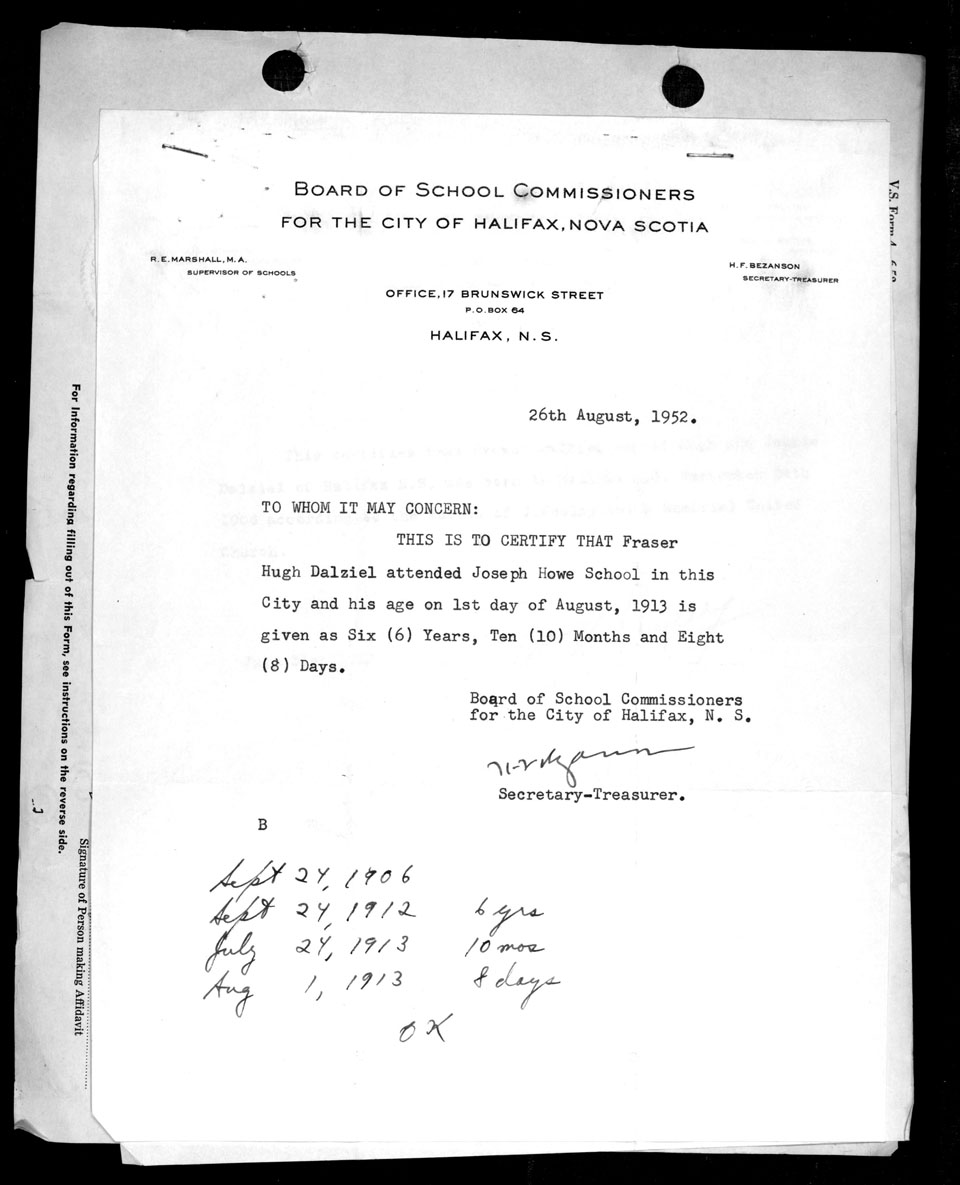 BOARD OF SCHOOL COMMISSIONERS
FOR THE CITY OF HALIFAX, NOVA SCOTIA
R. E. MARSHALL, M. A.
SUPERVISOR OF SCHOOLS
H. F. BEZANSON
SECRETARY-TREASURER
OFFICE, 17 BRUNSWICK STREET
P. O. BOX 64
HALIFAX, N. S.
26th August, 1952.
TO WHOM IT MAY CONCERN:
THIS IS TO CERTIFY THAT Fraser
Hugh Dalziel attended Joseph Howe School in this
City and his age on 1st day of August, 1913 is
given as Six (6) Years, Ten (10) Months and Eight
(8) Days.
Board of School Commissioners
for the City of Halifax, N. S.
Secretary-Treasurer.
B
Sept 24, 1906
Sept 24, 1912 6 yrs
July 24, 1913 10 mos
Aug 1, 1913 8 days
OK
For Information regarding filling out of this Form, see instructions on the reverse side.
Signature of Person making Affidavit
V.S. Form